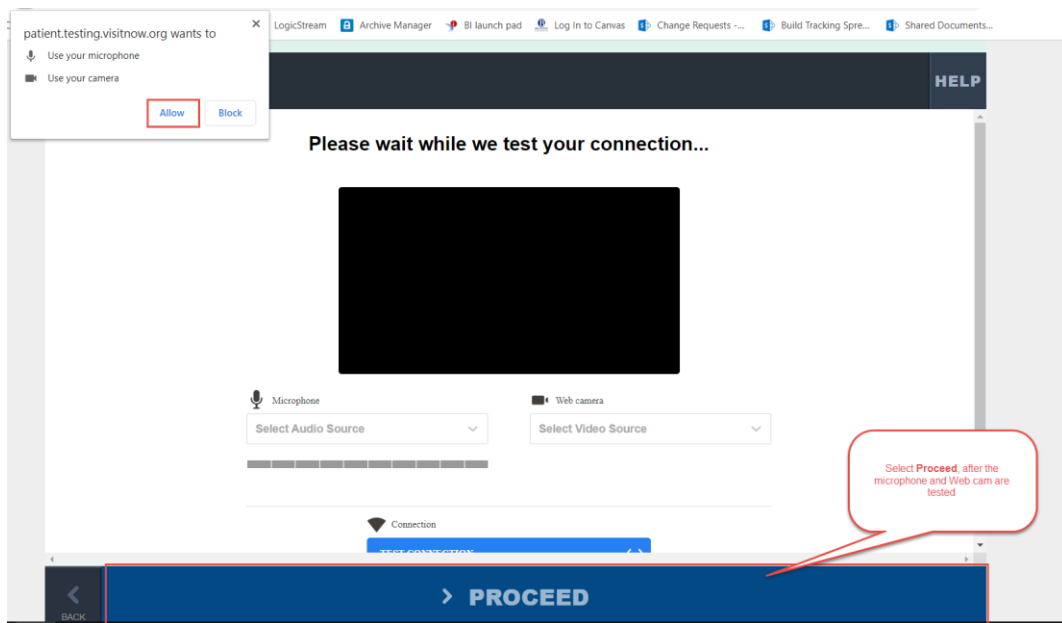 patient.testing.visitnow.org wants to
Use your microphone
Use your camera
Allow Block
LogicStream Archive Manager BI launch pad Log In to Canvas Change Requests -... Build Tracking Spre... Shared Documents...
HELP
Please wait while we test your connection...
Microphone Web camera
Select Audio Source Select Video Source
Select Proceed, after the
microphone and Web cam are
tested
Connection
TEST CONNECTION
PROCEED
BACK